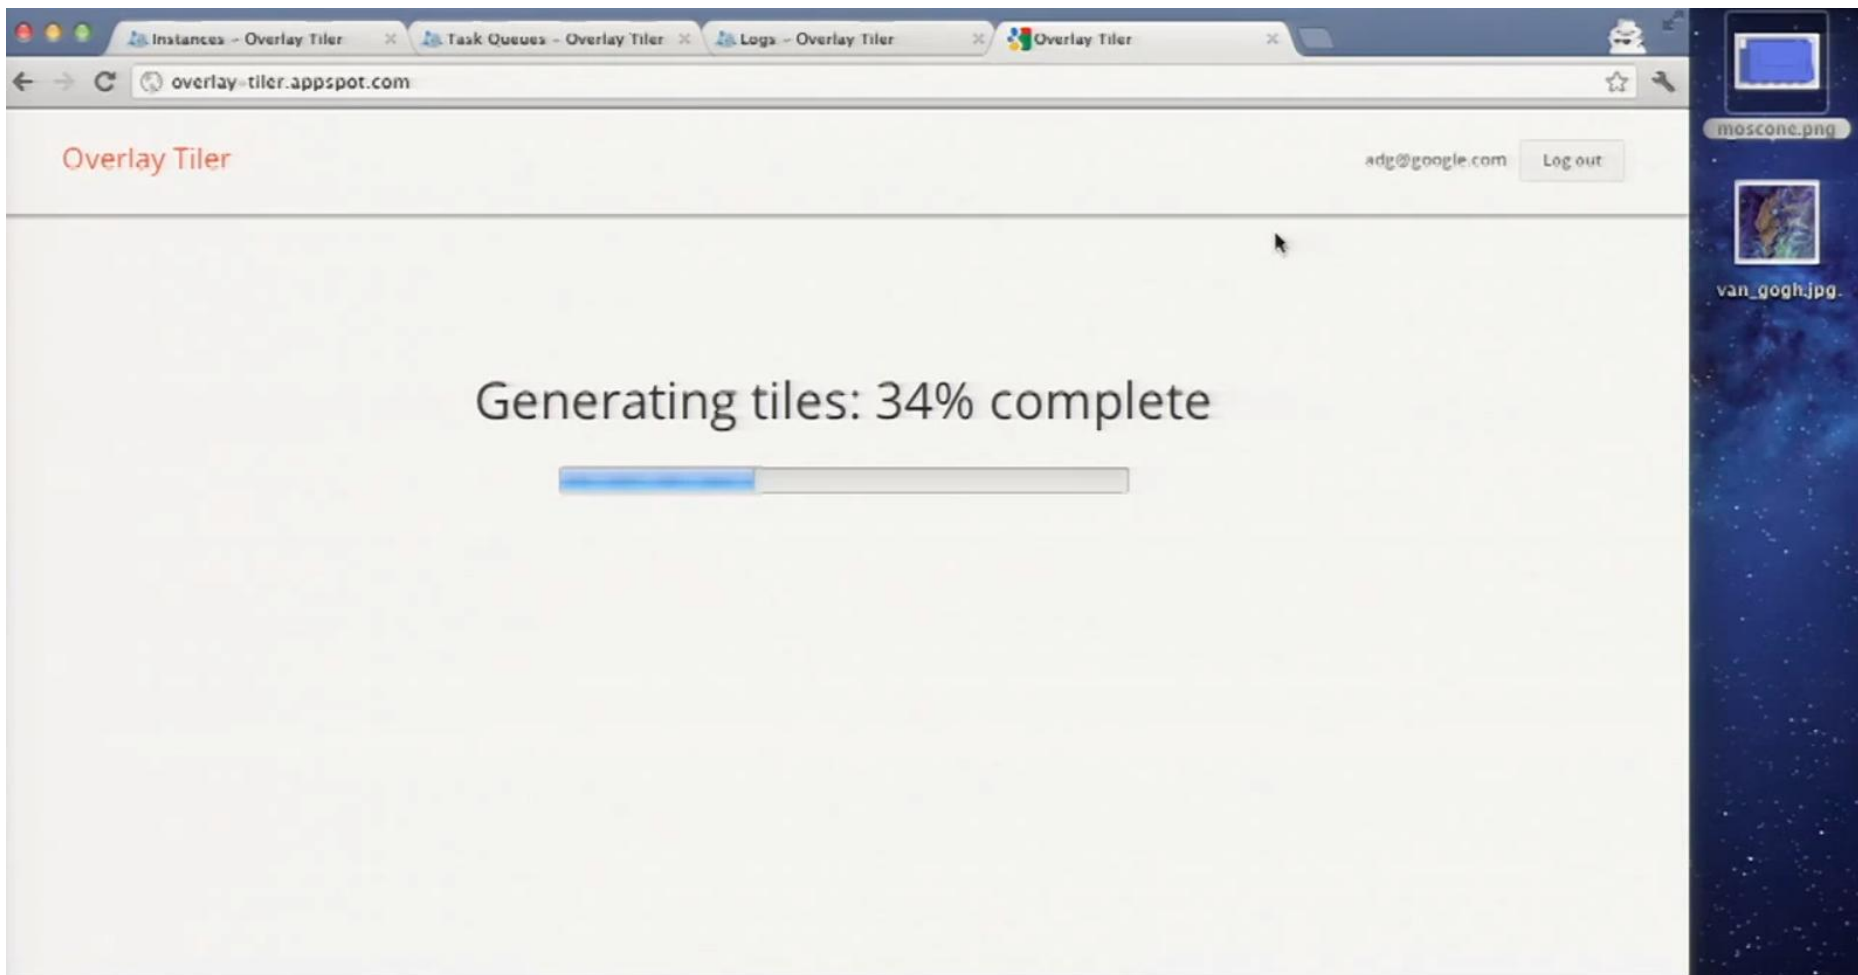 Instances - Overlay Tiler
Task Queues - Overlay Tiler
Logs - Overlay Tiler
Overlay Tiler
overlay-tiler.appspot.com
Overlay Tiler
adg@google.com
Log out
Generating tiles: 34% complete
moscone.png
van_gogh.jpg